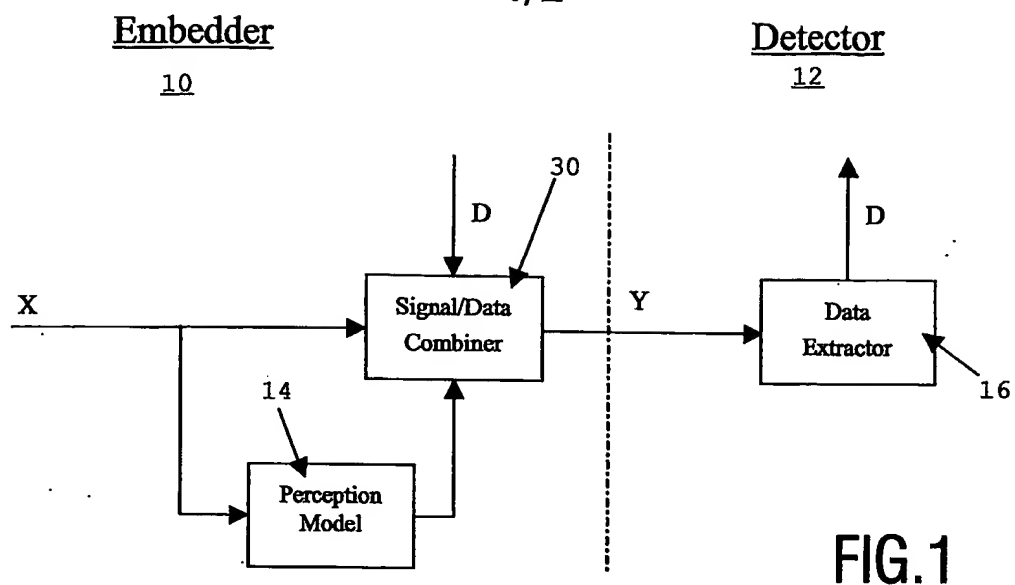 Embedder
10
Detector
12
30
D
D
X
Signal/Data
Combiner
Y
Data
Extractor
14
16
Perception
Model
FIG.1